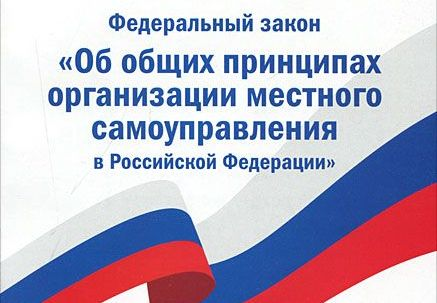 Федеральный закон
«Об общих принципах
организации местного
самоуправления
в Российской Федерации»